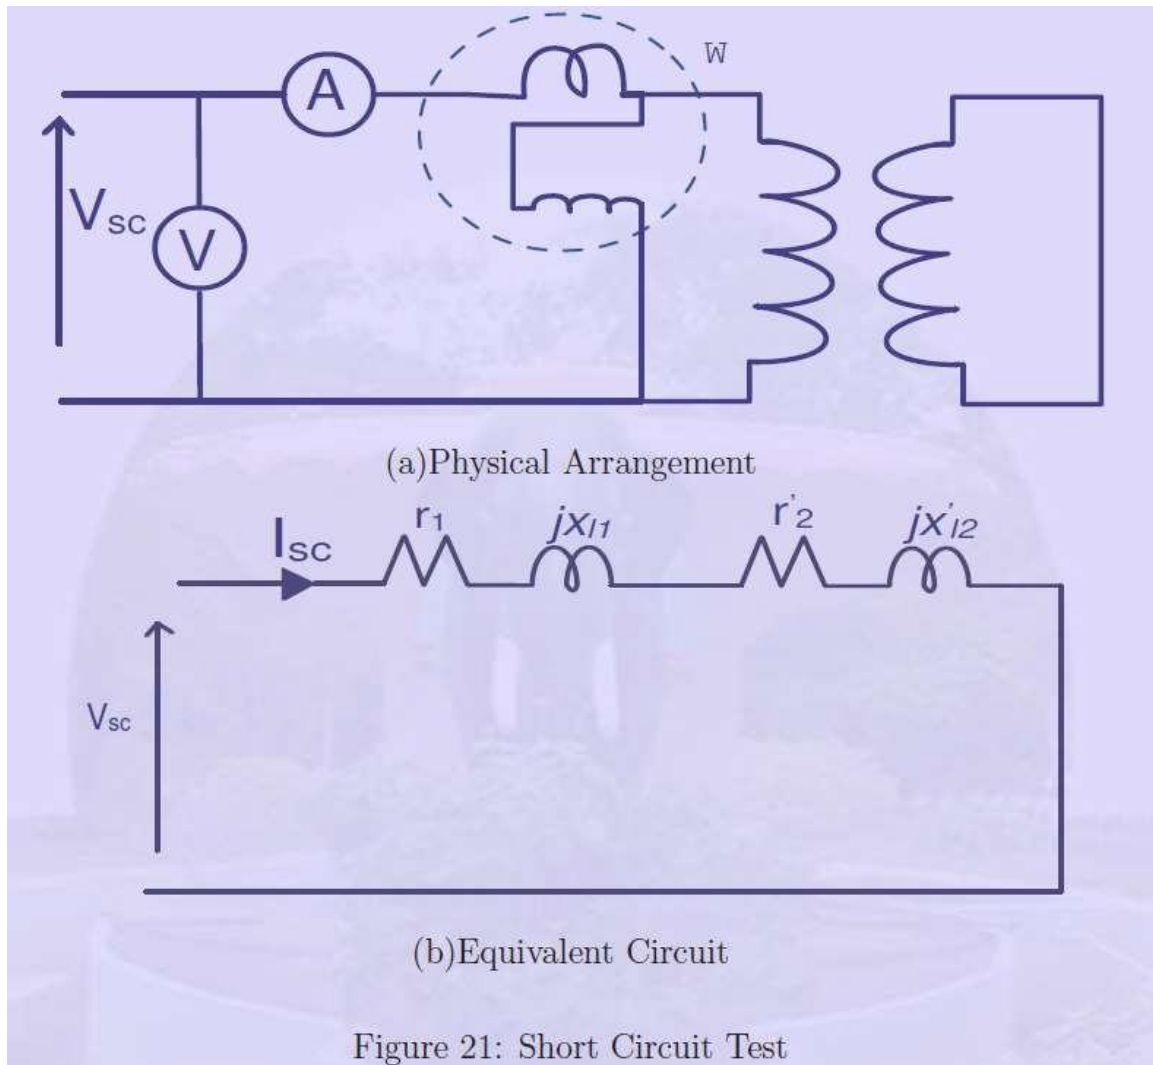 W
A
V
Vsc
(a)Physical Arrangement
Isc
r1
jxl1
r'2
jx'l2
Vsc
(b)Equivalent Circuit
Figure 21: Short Circuit Test